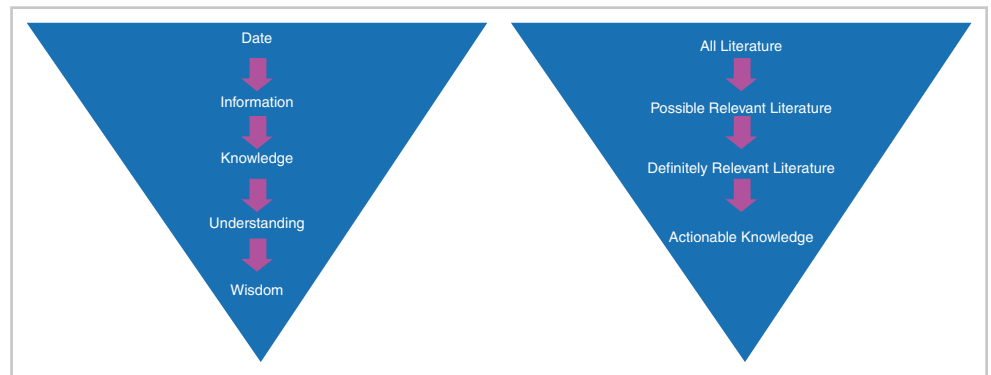 Date
Information
Knowledge
Understanding
Wisdom
All Literature
Possible Relevant Literature
Definitely Relevant Literature
Actionable Knowledge